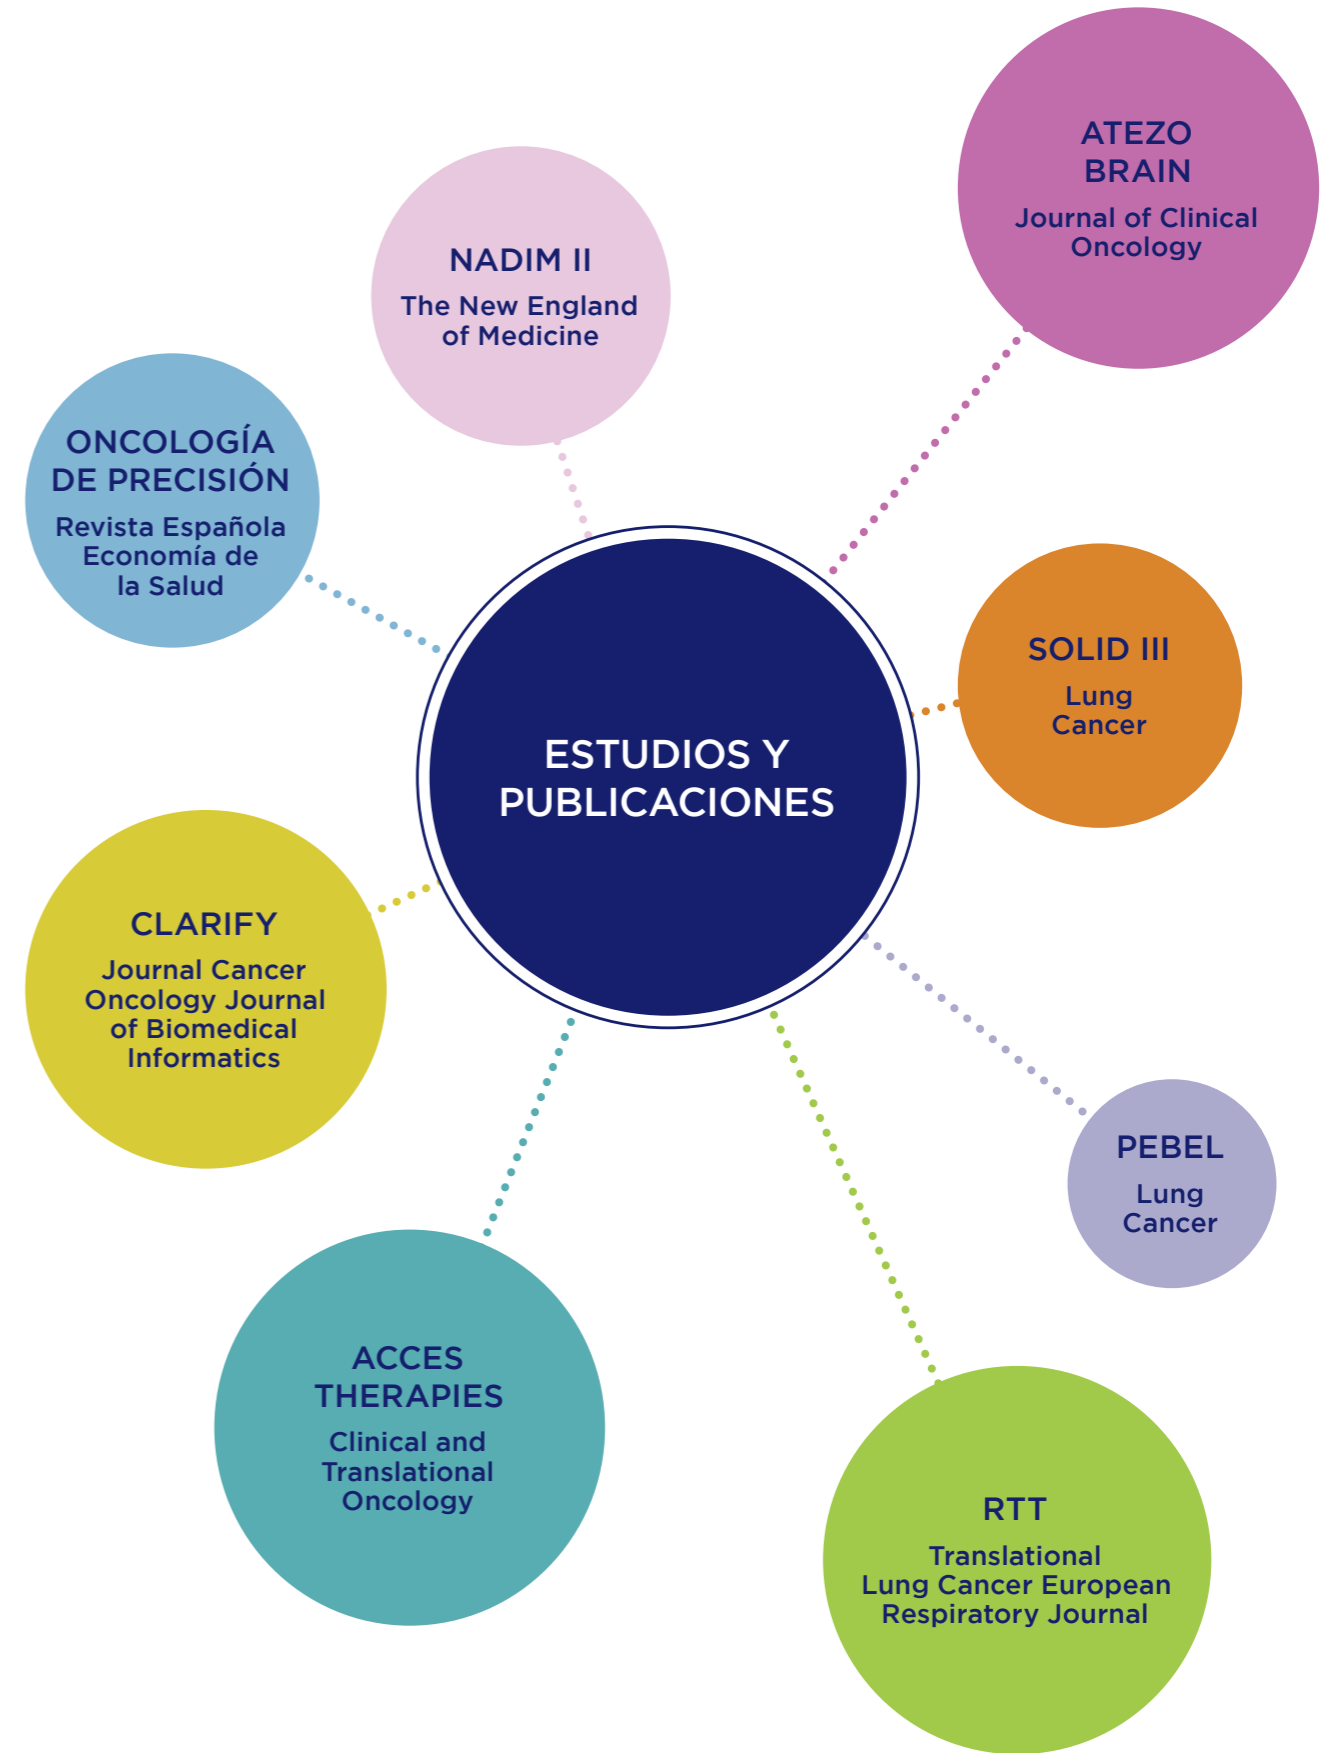 ATEZO
BRAIN
Journal of Clinical
Oncology
NADIM II
The New England
of Medicine
ONCOLOGÍA
DE PRECISIÓN
Revista Española
Economía de
la Salud
SOLID III
Lung
Cancer
ESTUDIOS Y
PUBLICACIONES
CLARIFY
Journal Cancer
Oncology Journal
of Biomedical
Informatics
PEBEL
Lung
Cancer
ACCES
THERAPIES
Clinical and
Translational
Oncology
RTT
Translational
Lung Cancer European
Respiratory Journal